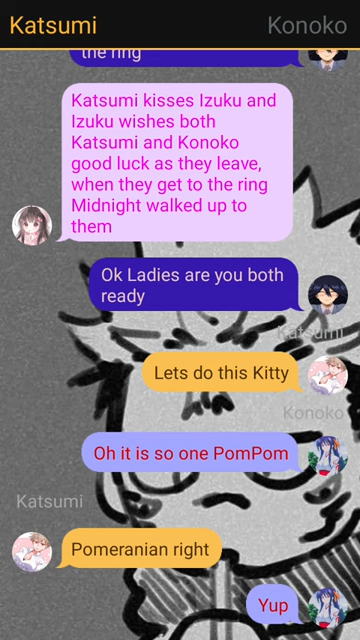 Katsumi Konoko
the ring
Katsumi kisses Izuku and
Izuku wishes both
Katsumi and Konoko
good luck as they leave,
when they get to the ring
Midnight walked up to
them
Ok Ladies are you both
ready
Katsumi
Lets do this Kitty
Konoko
Oh it is so one PomPom
Katsumi
Pomeranian right
Yup